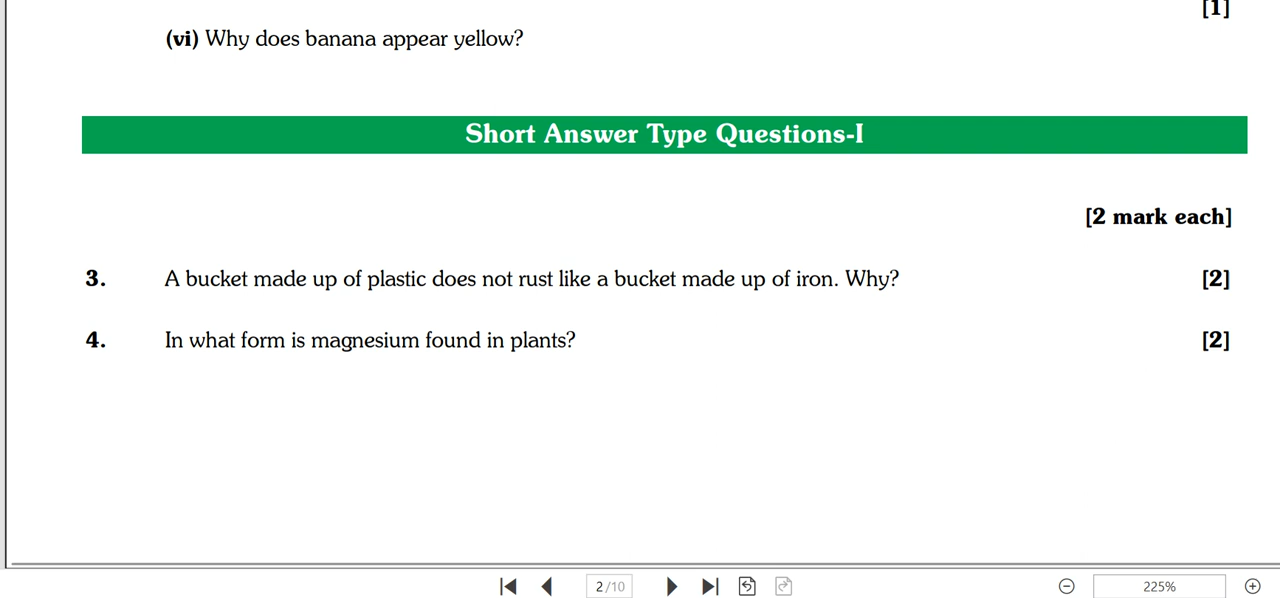 [1]
(vi) Why does banana appear yellow?
Short Answer Type Questions-I
[2 mark each]
3. A bucket made up of plastic does not rust like a bucket made up of iron. Why? [2]
4. In what form is magnesium found in plants? [2]
2/10 225%